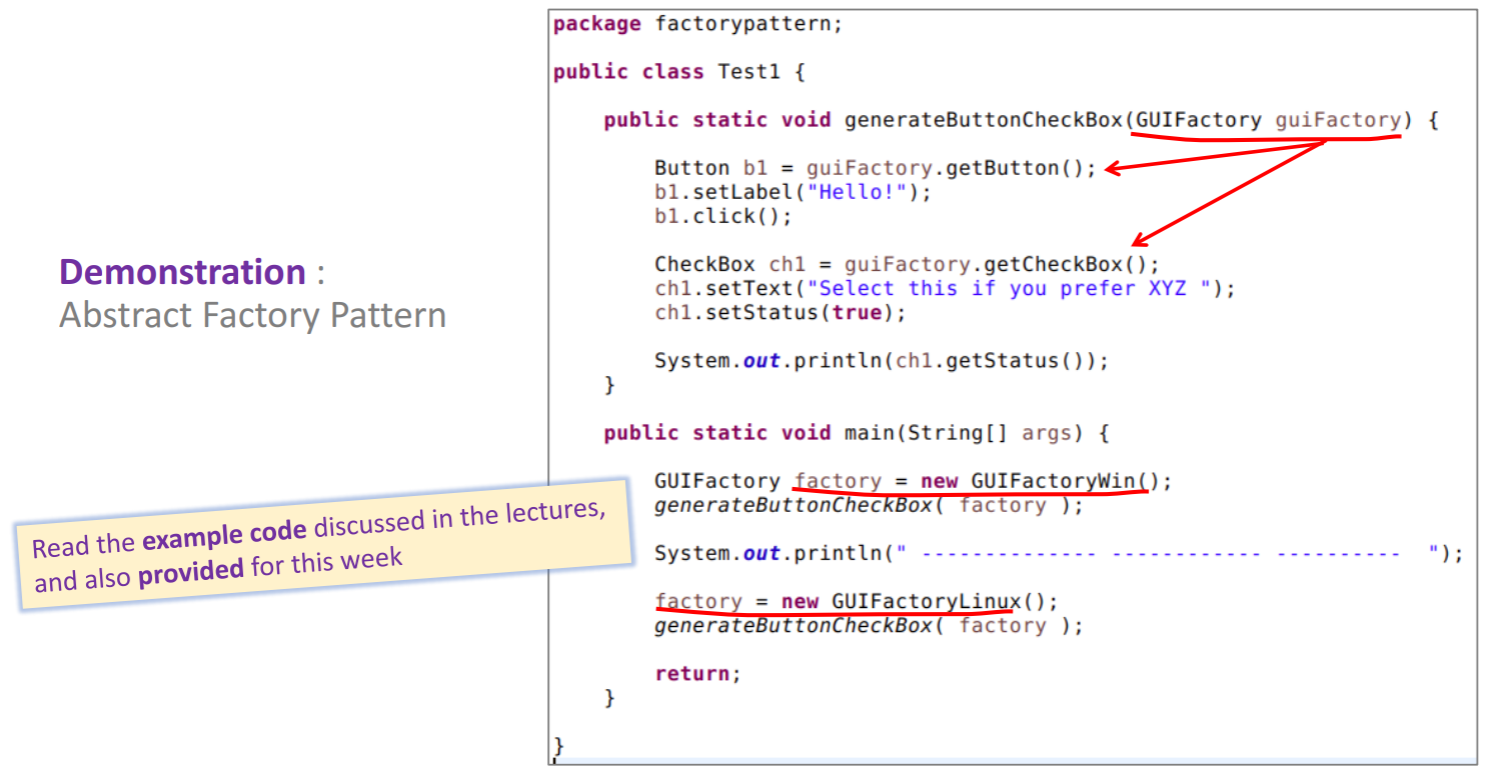 Demonstration :
Abstract Factory Pattern
Read the example code discussed in the lectures,
and also provided for this week
package factorypattern;
public class Test1 {
public static void generateButtonCheckBox(GUIFactory guiFactory) {
Button b1 = guiFactory.getButton();
b1.setLabel("Hello!");
b1.click();
CheckBox ch1 = guiFactory.getCheckBox();
ch1.setText("Select this if you prefer XYZ ");
ch1.setStatus(true);
System.out.println(ch1.getStatus());
}
public static void main(String[] args) {
GUIFactory factory = new GUIFactoryWin();
generateButtonCheckBox( factory );
System.out.println(" -------------- ------------ ----------  ");
factory = new GUIFactoryLinux();
generateButtonCheckBox( factory );
return;
}
}